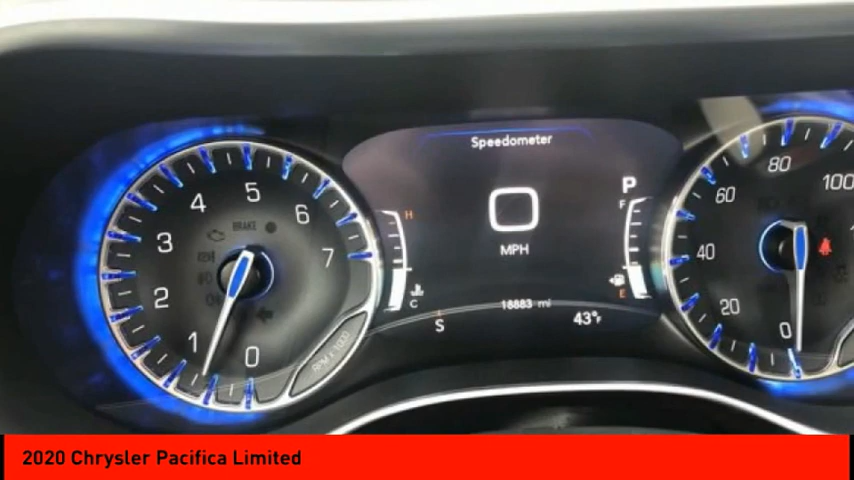 Speedometer
0
MPH
P
H
C
F
E
18883 mi
S
43°F
0
1
2
3
4
5
6
7
BRAKE
RPM X 1000
0
20
40
60
80
100
2020 Chrysler Pacifica Limited